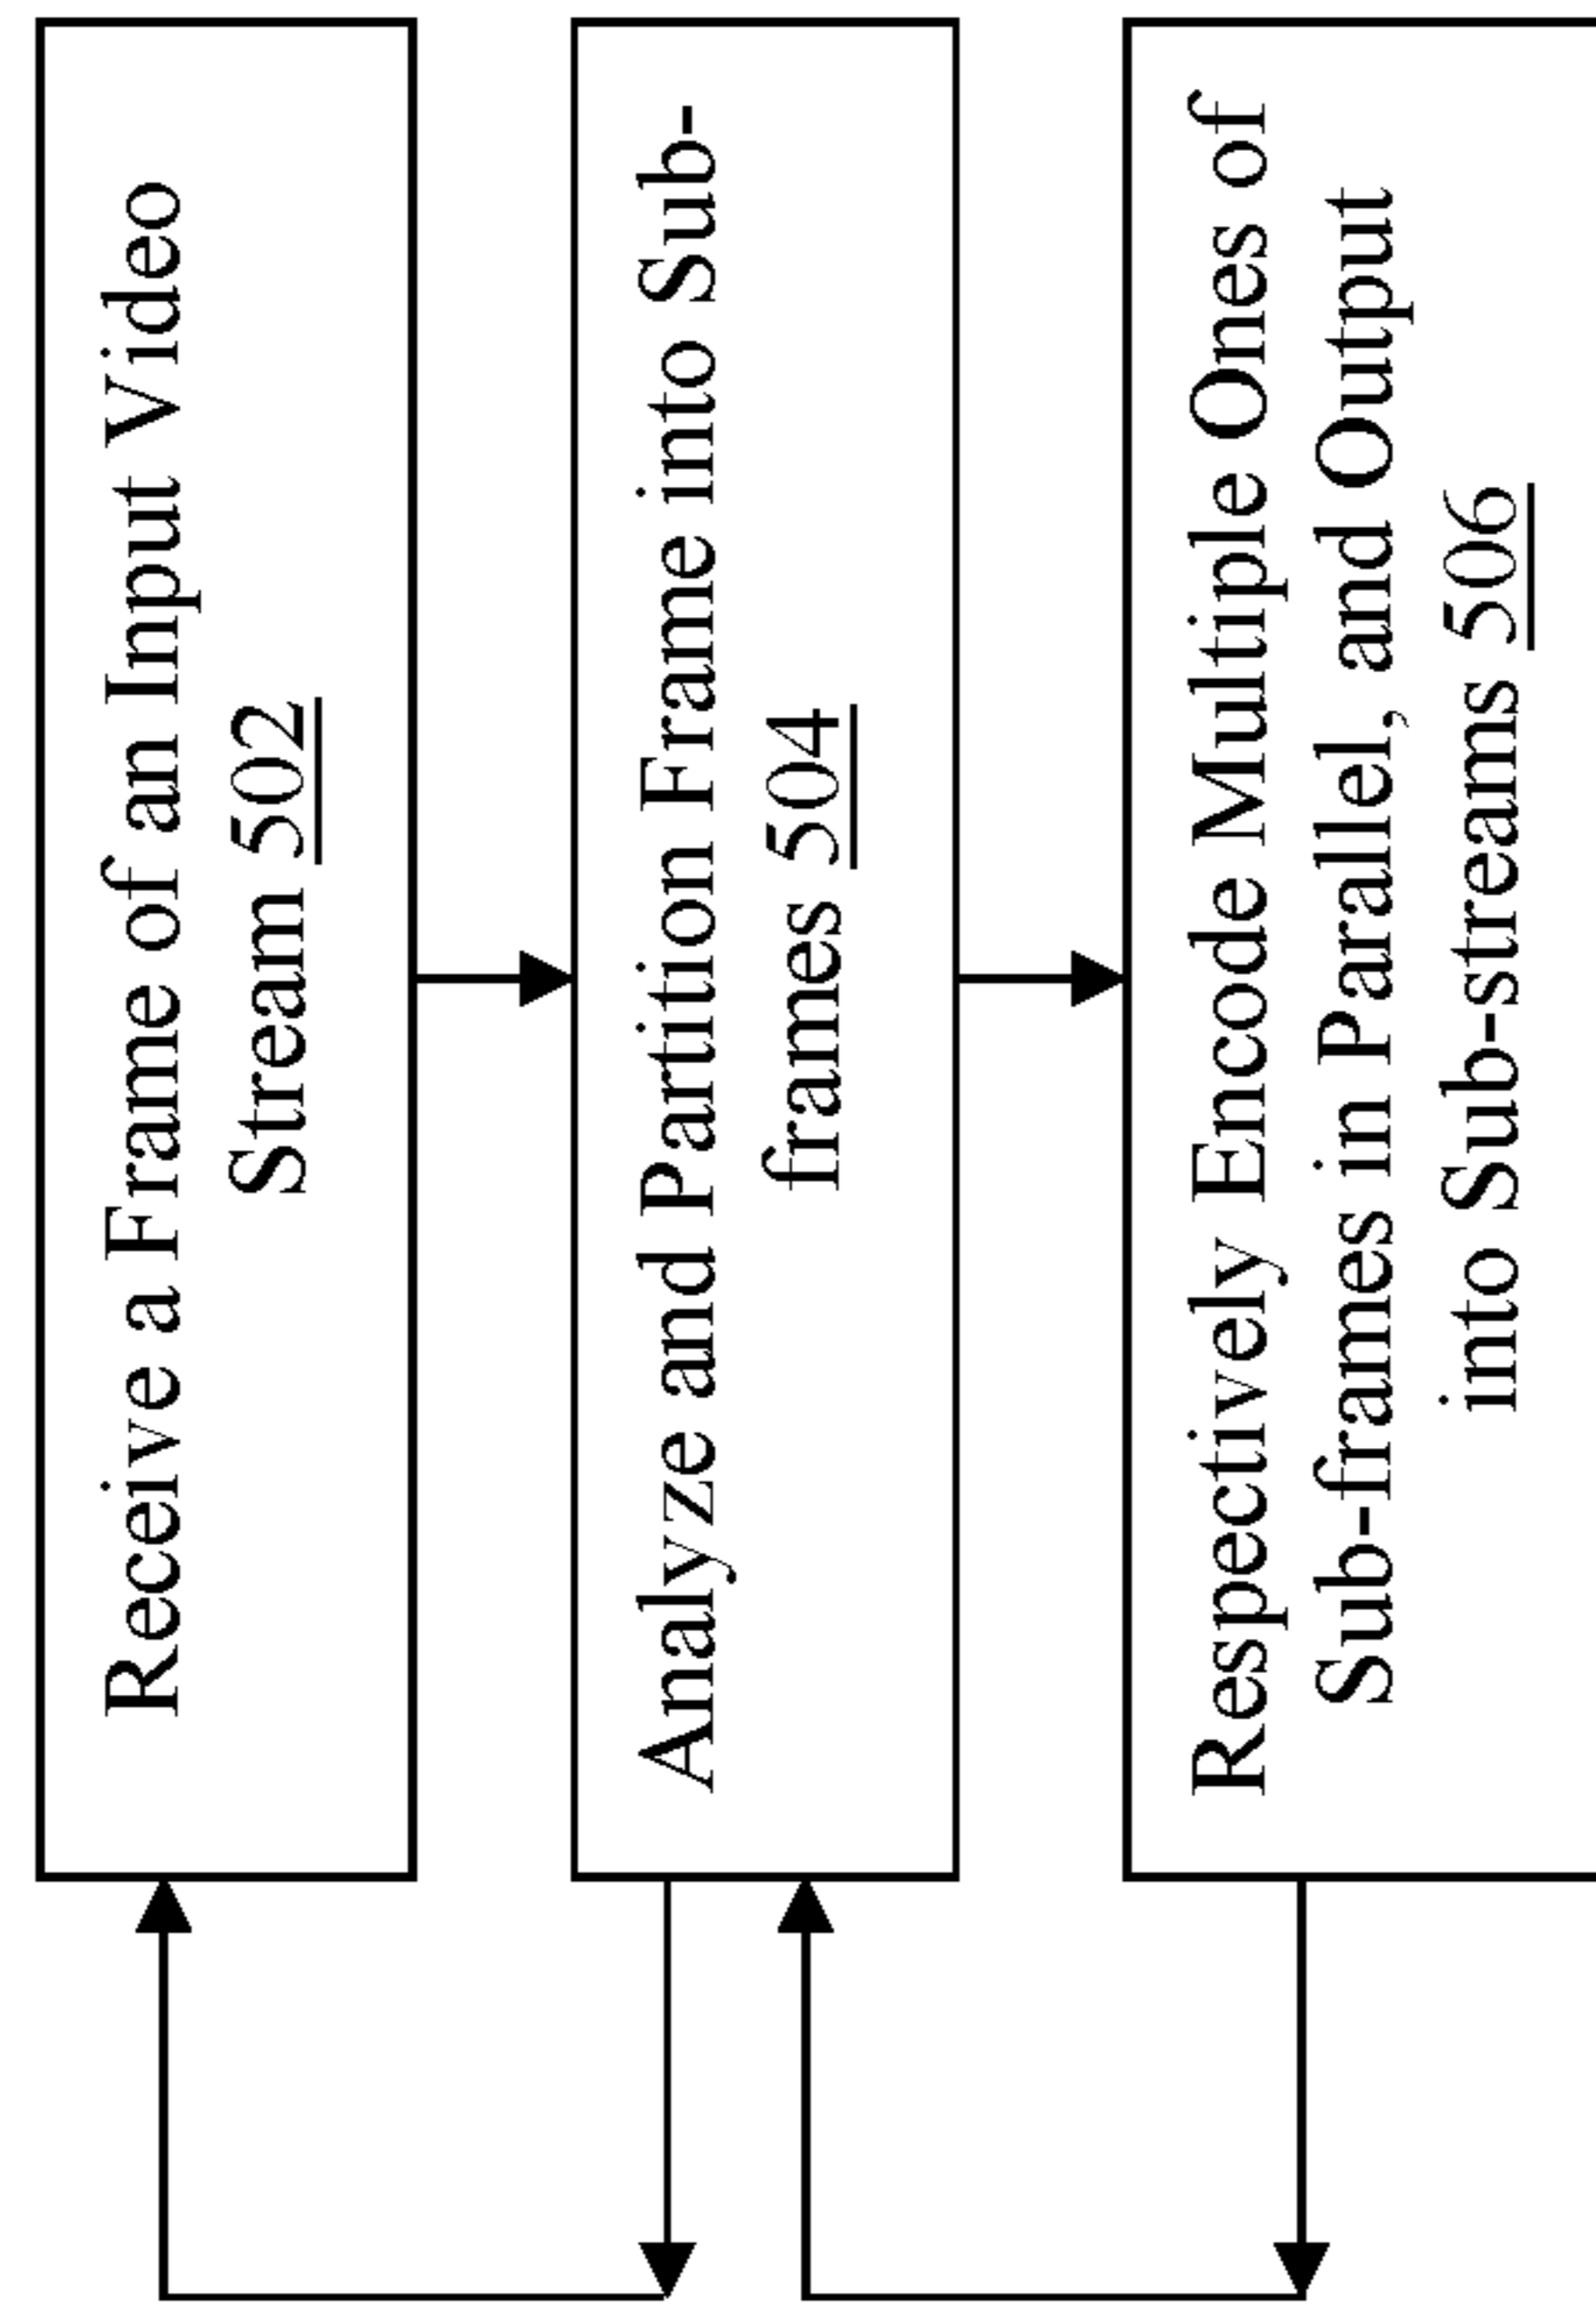 Receive a Frame of an Input Video
Stream 502
Analyze and Partition Frame into Sub-
frames 504
Respectively Encode Multiple Ones of
Sub-frames in Parallel, and Output
into Sub-streams 506